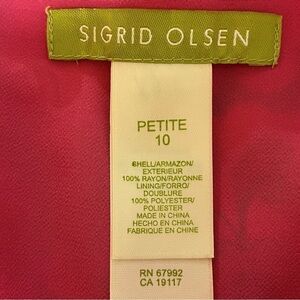 SIGRID OLSEN
PETITE
10
SHELL/ARMAZON/
EXTERIEUR
100% RAYON/RAYONNE
LINING/FORRO/
DOUBLURE
100% POLYESTER/
POLIESTER
MADE IN CHINA
HECHO EN CHINA
FABRIQUE EN CHINE
RN 67992
CA 19117